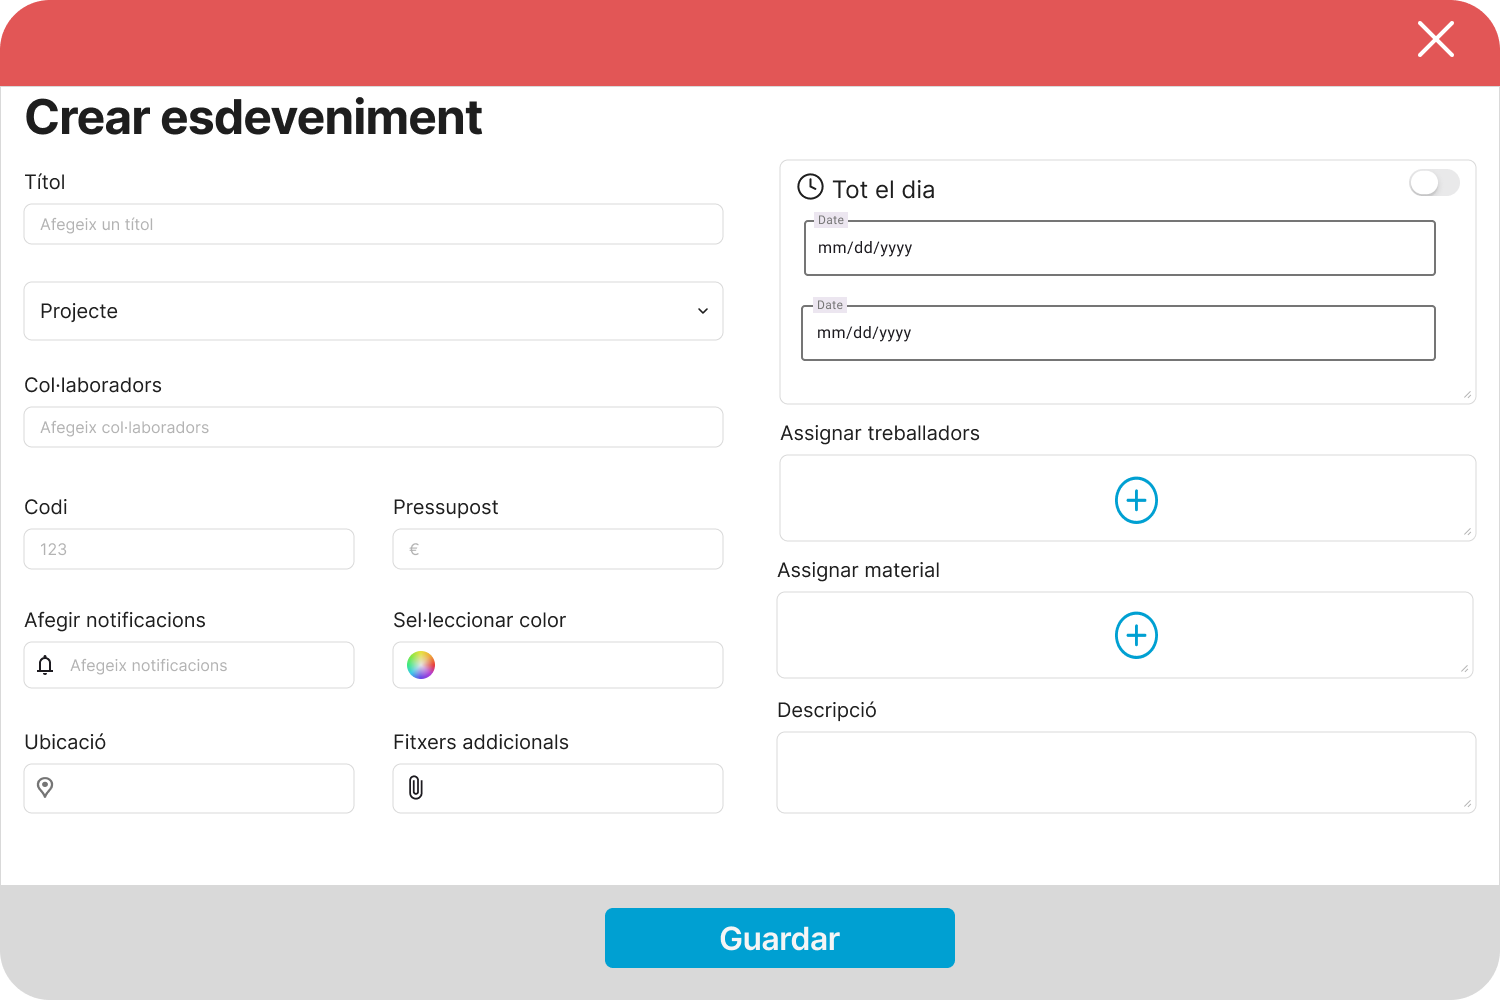 Crear esdeveniment
Títol
Afegeix un títol
Projecte
Col·laboradors
Afegeix col·laboradors
Codi
Pressupost
123
€
Afegir notificacions
Sel·leccionar color
Afegeix notificacions
Ubicació
Fitxers addicionals
Tot el dia
Date
mm/dd/yyyy
Date
mm/dd/yyyy
Assignar treballadors
Assignar material
Descripció
Guardar